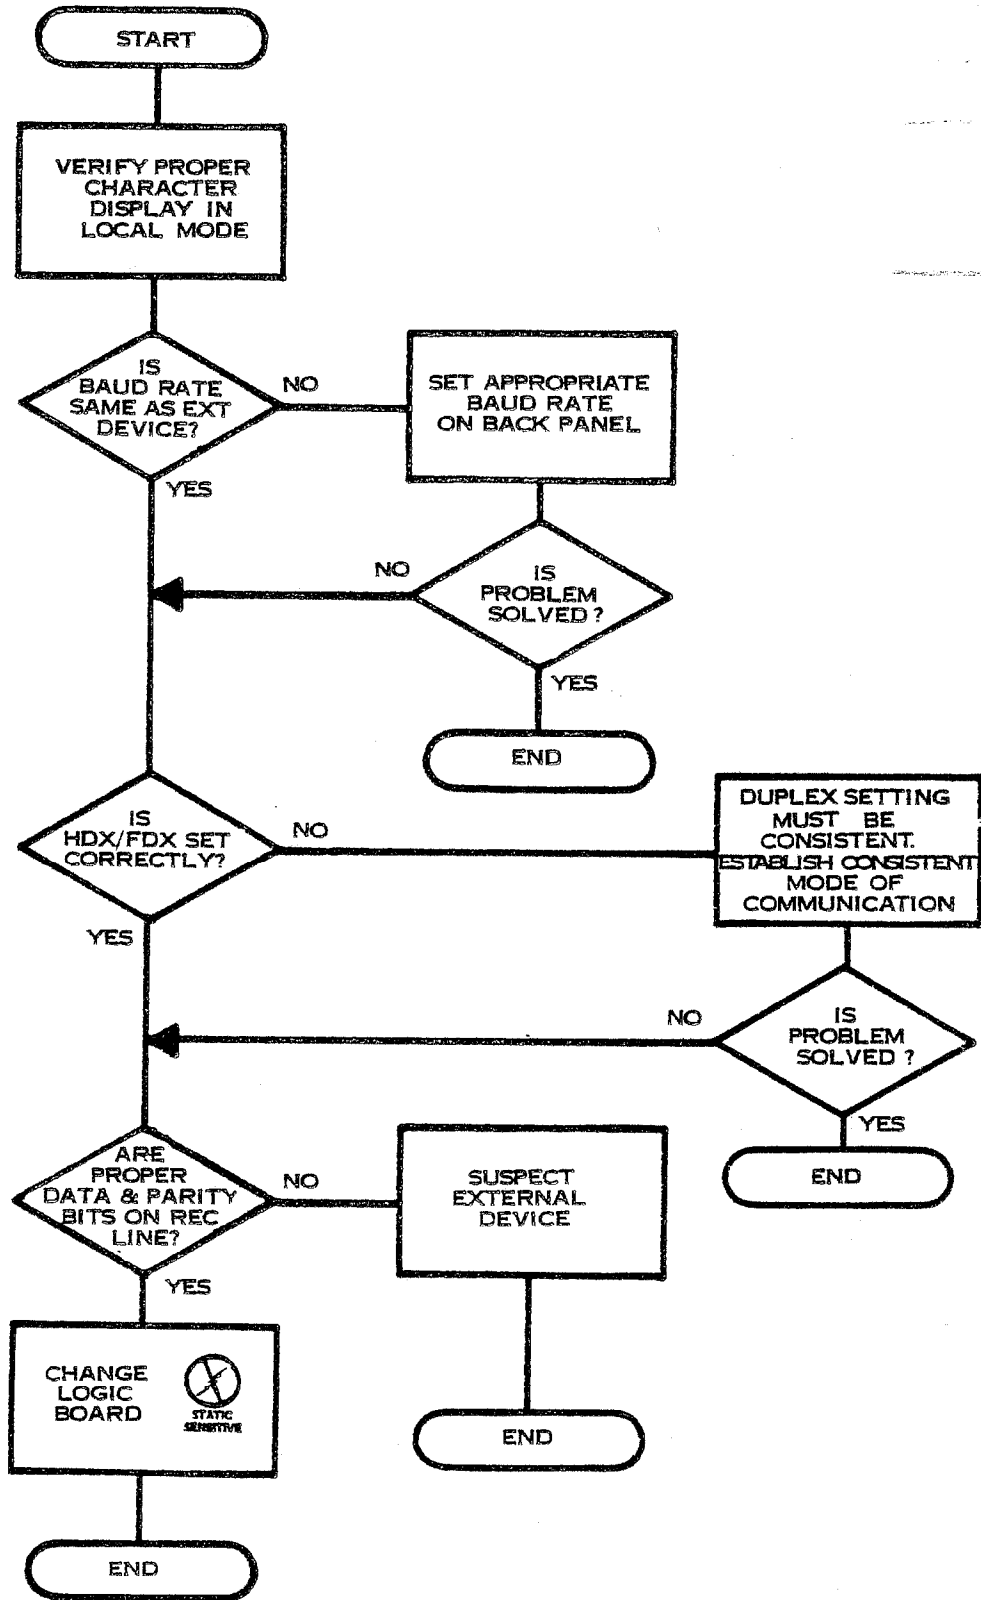 START
VERIFY PROPER
CHARACTER
DISPLAY IN
LOCAL MODE
IS
BAUD RATE
SAME AS EXT
DEVICE?
NO
SET APPROPRIATE
BAUD RATE
ON BACK PANEL
YES
NO
IS
PROBLEM
SOLVED?
YES
END
IS
HDX/FDX SET
CORRECTLY?
NO
DUPLEX SETTING
MUST BE
CONSISTENT.
ESTABLISH CONSISTENT
MODE OF
COMMUNICATION
YES
NO
IS
PROBLEM
SOLVED ?
YES
END
ARE
PROPER
DATA & PARITY
BITS ON REC
LINE?
NO
SUSPECT
EXTERNAL
DEVICE
YES
CHANGE
LOGIC
BOARD
STATIC
SENSITIVE
END
END